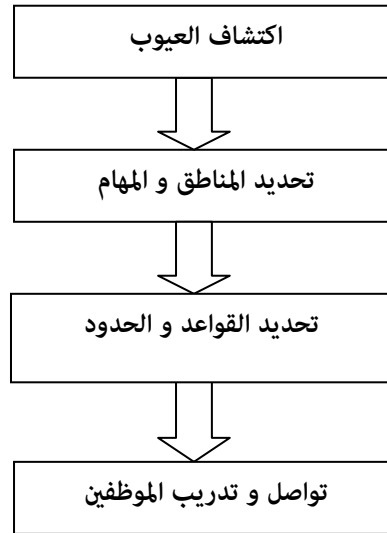 اكتشاف العيوب
تحديد المناطق و المهام
تحديد القواعد و الحدود
تواصل و تدريب الموظفين